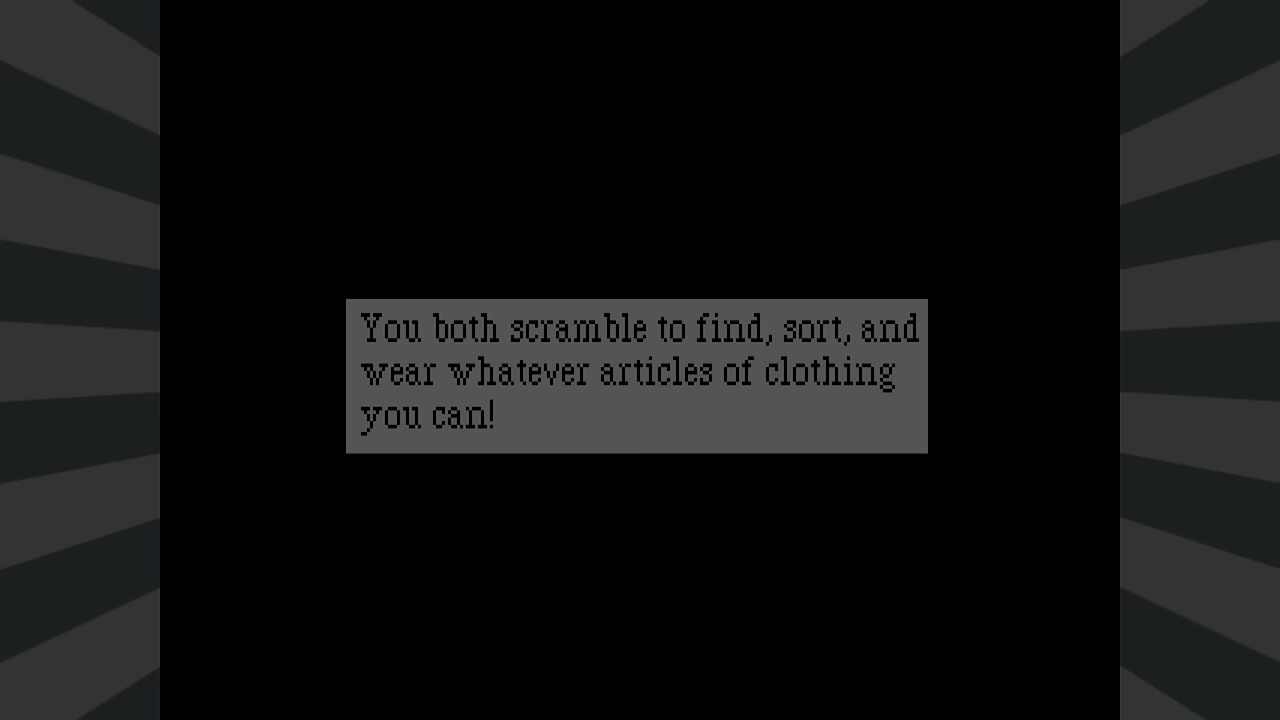 You both scramble to find, sort, and
wear whatever articles of clothing
you can!